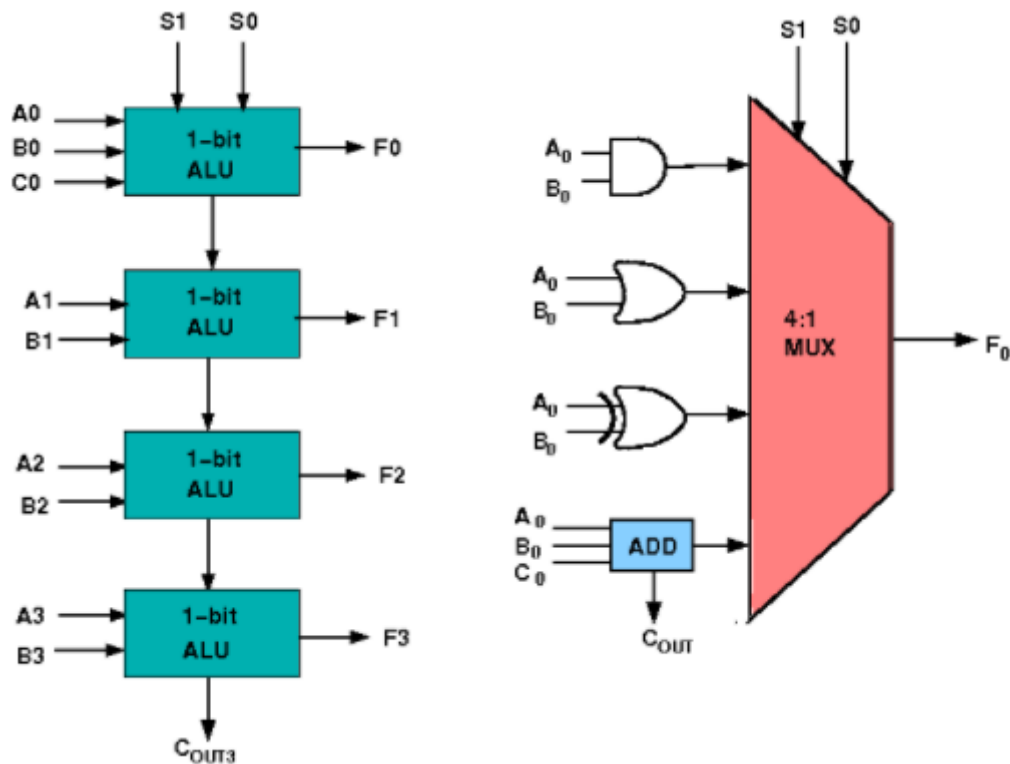 S1 S0
A0
B0
C0
1-bit
ALU
F0
A1
B1
1-bit
ALU
F1
A2
B2
1-bit
ALU
F2
A3
B3
1-bit
ALU
F3
COUT3
S1 S0
A0
B0
A0
B0
A0
B0
A0
B0
C0
ADD
COUT
4:1
MUX
F0